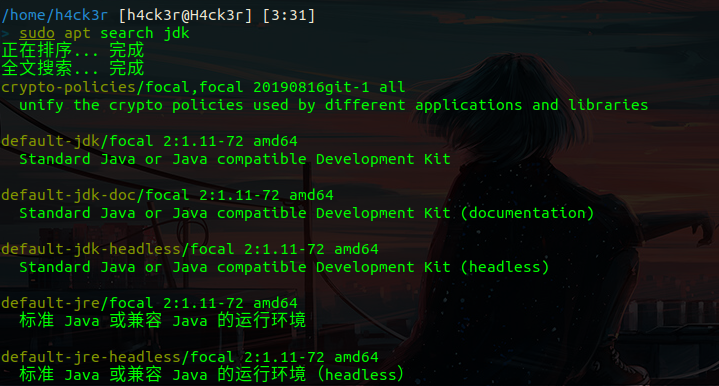 /home/h4ck3r [h4ck3r@H4ck3r] [3:31]
> sudo apt search jdk
正在排序... 完成
全文搜索... 完成
crypto-policies/focal,focal 20190816git-1 all
unify the crypto policies used by different applications and libraries
default-jdk/focal 2:1.11-72 amd64
Standard Java or Java compatible Development Kit
default-jdk-doc/focal 2:1.11-72 amd64
Standard Java or Java compatible Development Kit (documentation)
default-jdk-headless/focal 2:1.11-72 amd64
Standard Java or Java compatible Development Kit (headless)
default-jre/focal 2:1.11-72 amd64
标准 Java 或兼容 Java 的运行环境
default-jre-headless/focal 2:1.11-72 amd64
标准 Java 或兼容 Java 的运行环境（headless）